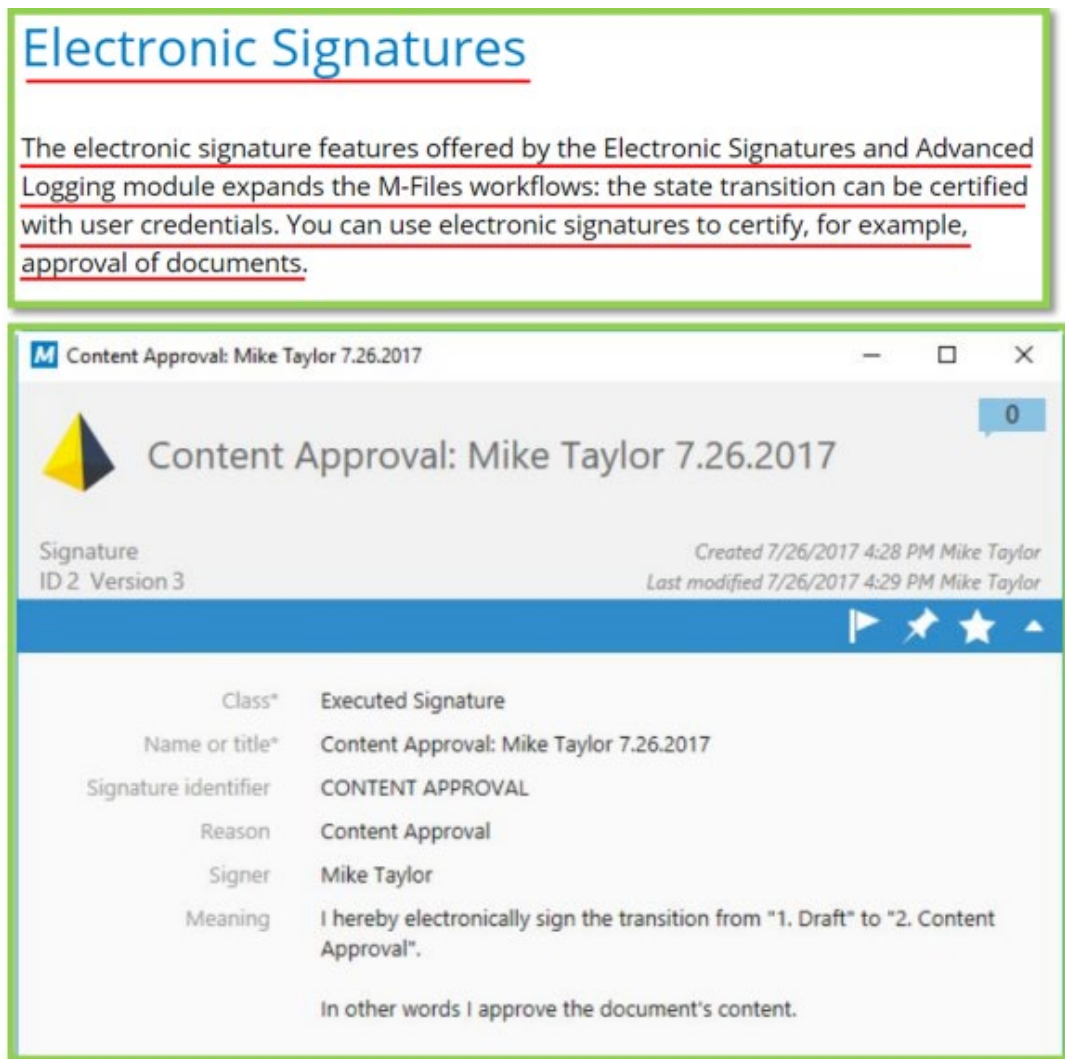 Electronic Signatures
The electronic signature features offered by the Electronic Signatures and Advanced
Logging module expands the M-Files workflows: the state transition can be certified
with user credentials. You can use electronic signatures to certify, for example,
approval of documents.
M Content Approval: Mike Taylor 7.26.2017
0
Content Approval: Mike Taylor 7.26.2017
Signature Created 7/26/2017 4:28 PM Mike Taylor
ID 2 Version 3 Last modified 7/26/2017 4:29 PM Mike Taylor
Class* Executed Signature
Name or title* Content Approval: Mike Taylor 7.26.2017
Signature identifier CONTENT APPROVAL
Reason Content Approval
Signer Mike Taylor
Meaning I hereby electronically sign the transition from "1. Draft" to "2. Content
Approval".
In other words I approve the document's content.